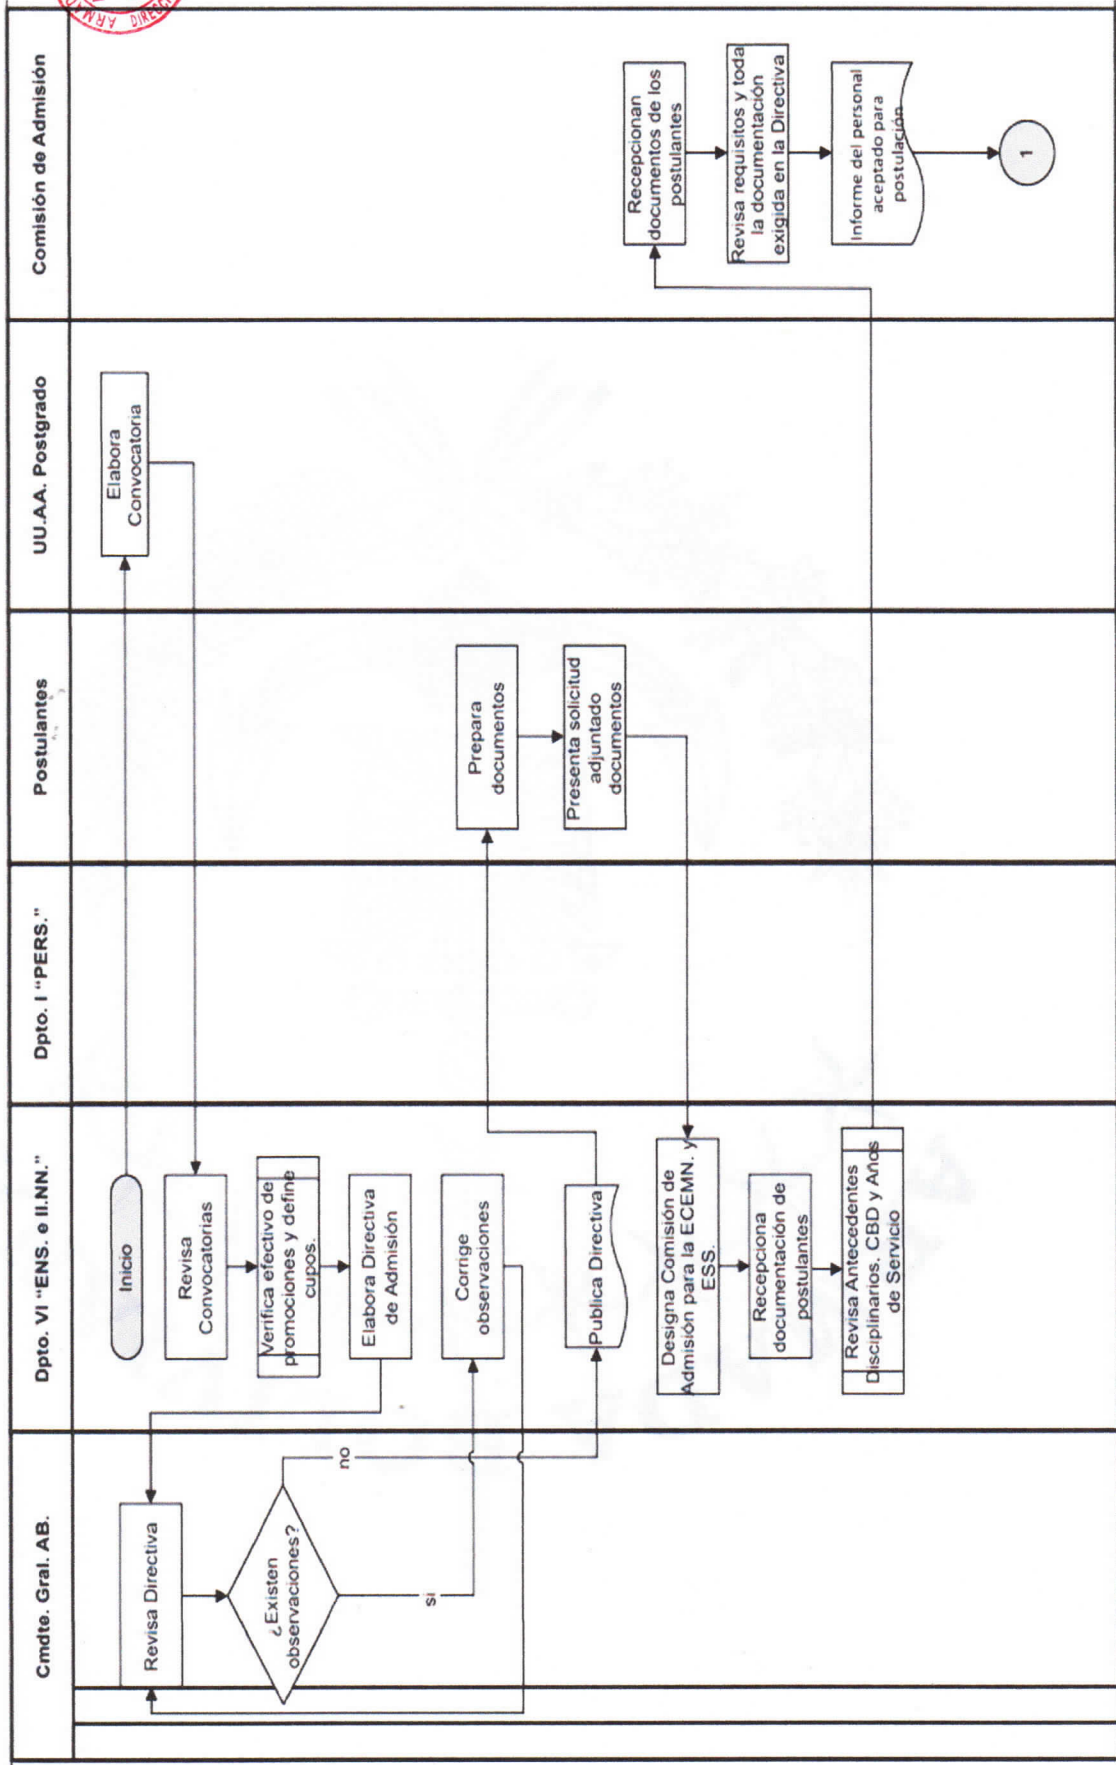 Cmdte. Gral. AB.
Dpto. VI "ENS. e II.NN."
Dpto. I "PERS."
Postulantes
UU.AA. Postgrado
Comisión de Admisión
ARMAD
DIRECCI
Inicio
Elabora
Convocatoria
Revisa
Convocatorias
Verifica efectivo de
promociones y define
cupos.
Elabora Directiva
de Admisión
Revisa Directiva
¿Existen
observaciones?
si
no
Corrige
observaciones
Publica Directiva
Prepara
documentos
Presenta solicitud
adjuntado
documentos
Designa Comisión de
Admisión para la ECEMN. y
ESS.
Recepciona
documentación de
postulantes
Revisa Antecedentes
Disciplinarios, CBD y Años
de Servicio
Recepcionan
documentos de los
postulantes
Revisa requisitos y toda
la documentación
exigida en la Directiva
Informe del personal
aceptado para
postulación
1